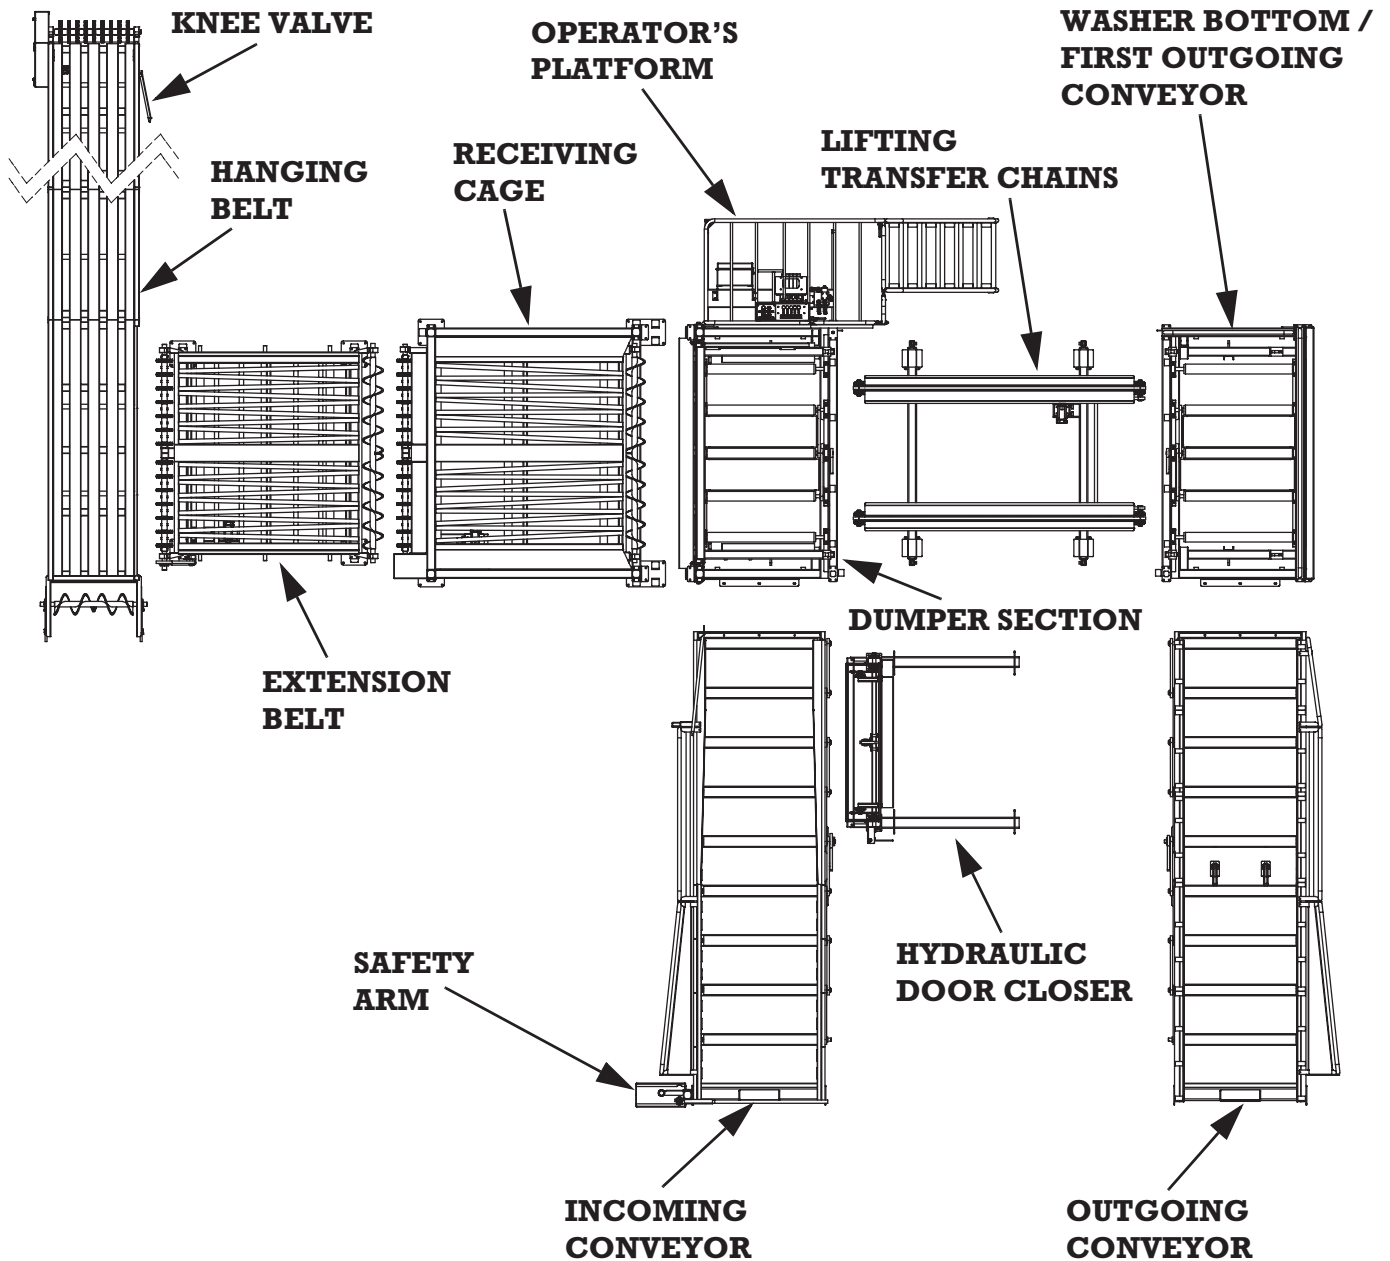 KNEE VALVE
OPERATOR’S
PLATFORM
WASHER BOTTOM /
FIRST OUTGOING
CONVEYOR
HANGING
BELT
RECEIVING
CAGE
LIFTING
TRANSFER CHAINS
DUMPER SECTION
EXTENSION
BELT
SAFETY
ARM
HYDRAULIC
DOOR CLOSER
INCOMING
CONVEYOR
OUTGOING
CONVEYOR